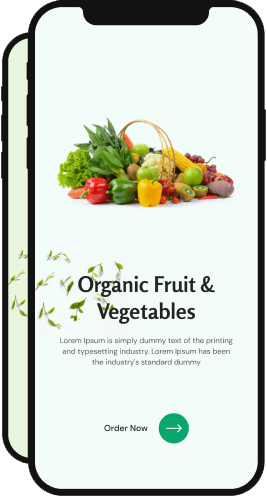 Organic Fruit &
Vegetables
Lorem Ipsum is simply dummy text of the printing
and typesetting industry. Lorem Ipsum has been
the industry's standard dummy
Order Now